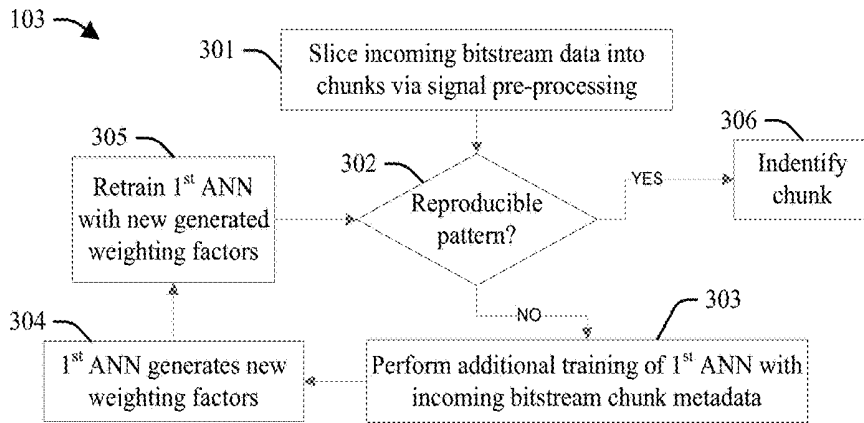 103
301
Slice incoming bitstream data into
chunks via signal pre-processing
305
302
306
Retrain 1st ANN
with new generated
weighting factors
Reproducible
pattern?
YES
Indentify
chunk
304
NO
303
1st ANN generates new
weighting factors
Perform additional training of 1st ANN with
incoming bitstream chunk metadata